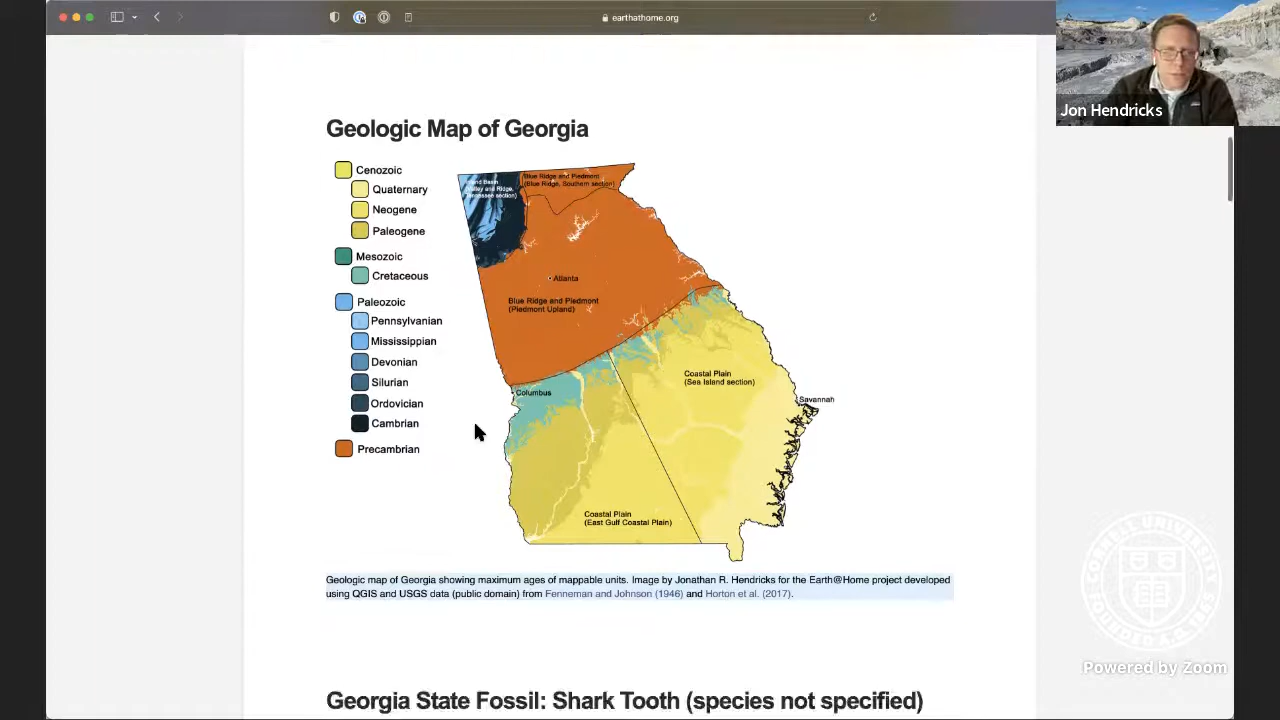 earthathome.org
Jon Hendricks
Geologic Map of Georgia
Cenozoic
Quaternary
Neogene
Paleogene
Mesozoic
Cretaceous
Paleozoic
Pennsylvanian
Mississippian
Devonian
Silurian
Ordovician
Cambrian
Precambrian
Basin
(Valley and Ridge,
Tennessee section)
Blue Ridge and Piedmont
(Blue Ridge, Southern section)
Atlanta
Blue Ridge and Piedmont
(Piedmont Upland)
Coastal Plain
(Sea Island section)
Columbus
Savannah
Coastal Plain
(East Gulf Coastal Plain)
Geologic map of Georgia showing maximum ages of mappable units. Image by Jonathan R. Hendricks for the Earth@Home project developed
using QGIS and USGS data (public domain) from Fenneman and Johnson (1946) and Horton et al. (2017).
Georgia State Fossil: Shark Tooth (species not specified)
CORNELL UNIVERSITY
FOUNDED A.D. 1865
Powered by Zoom